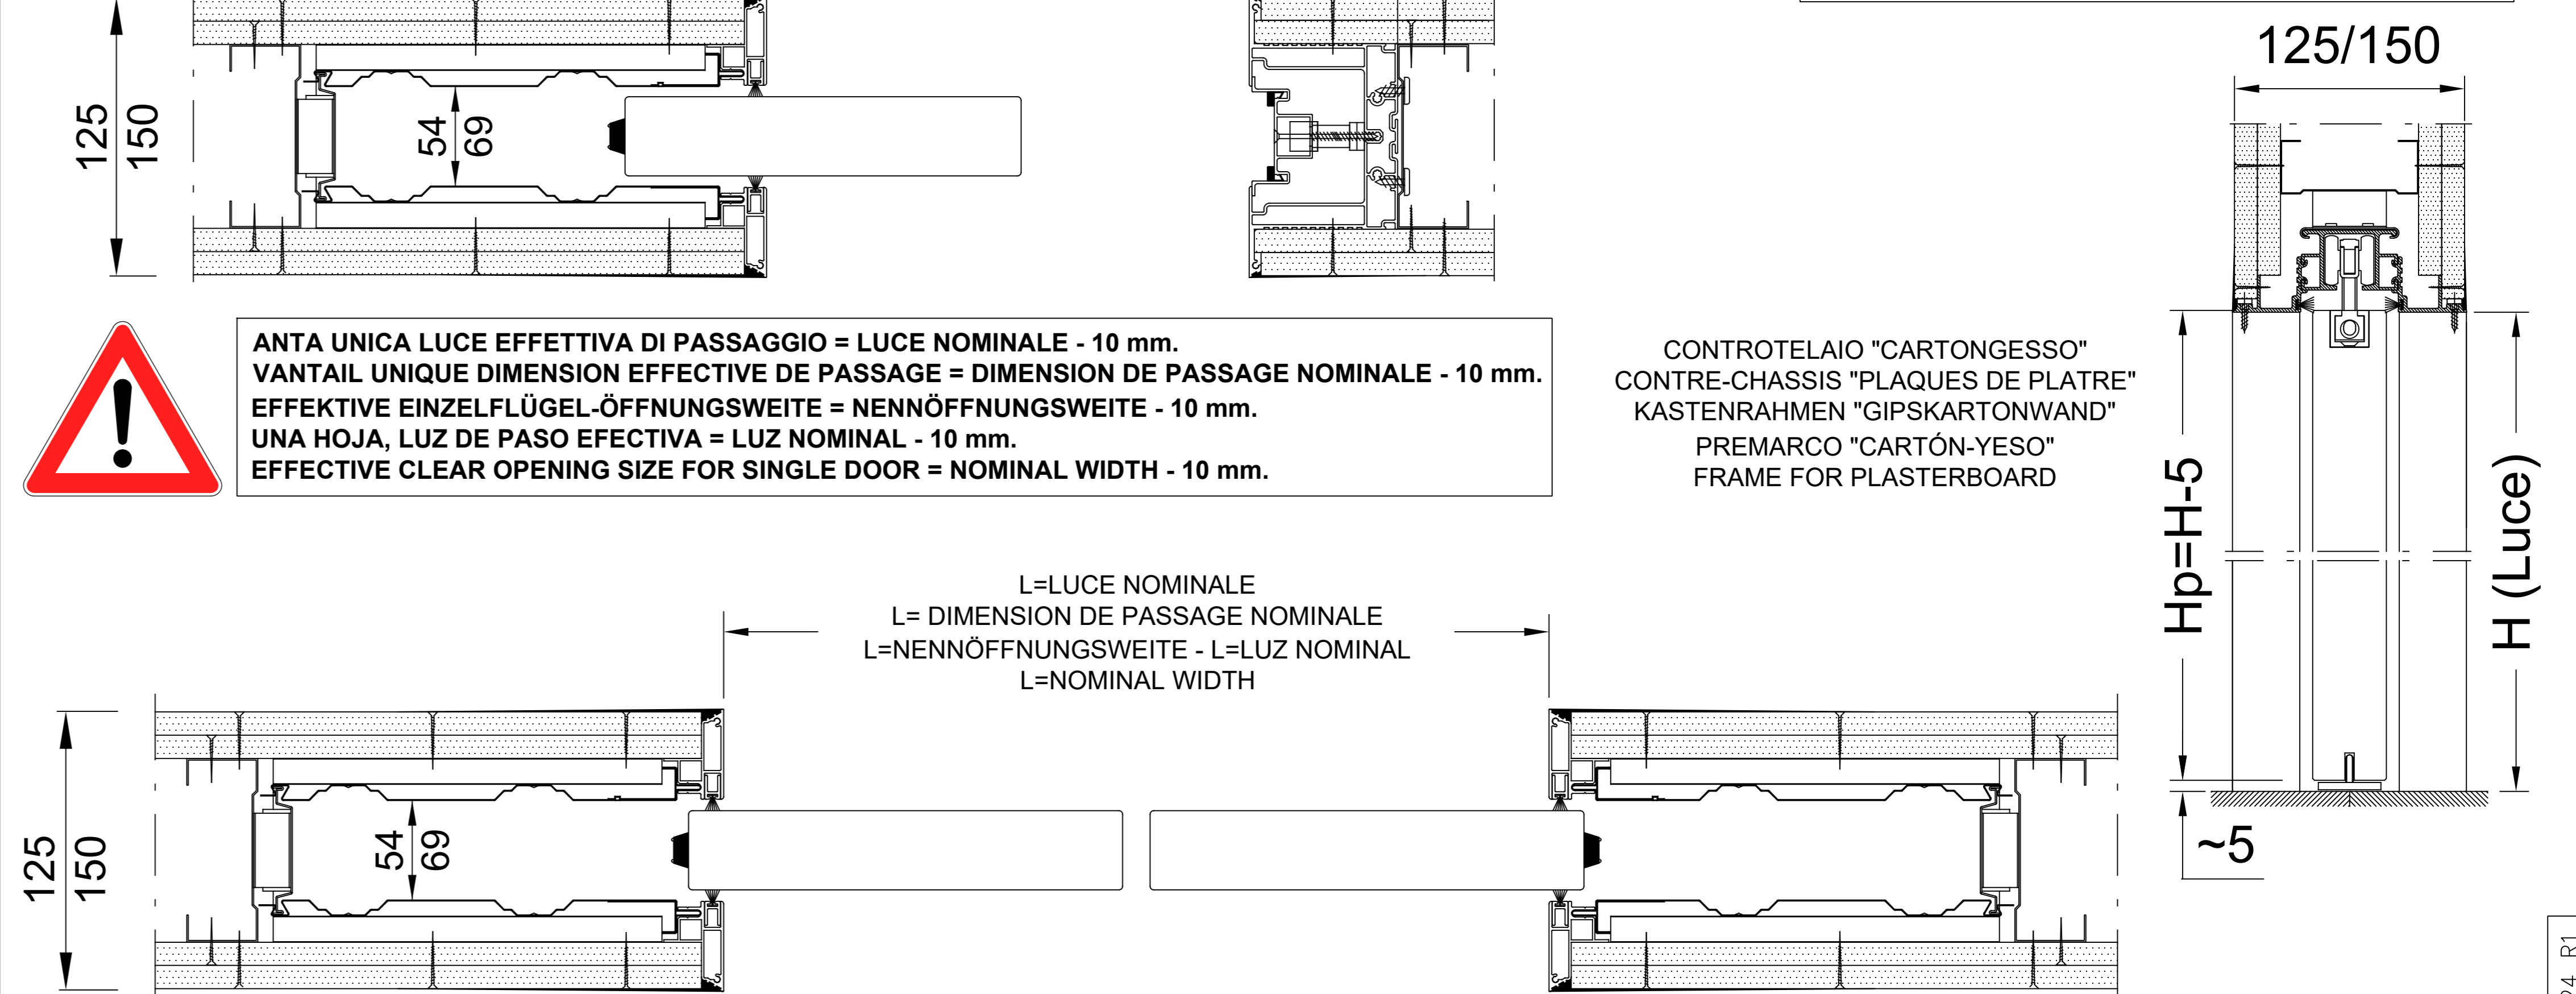 125/150
125
150
54
69
ANTA UNICA LUCE EFFETTIVA DI PASSAGGIO = LUCE NOMINALE - 10 mm.
VANTAIL UNIQUE DIMENSION EFFECTIVE DE PASSAGE = DIMENSION DE PASSAGE NOMINALE - 10 mm.
EFFEKTIVE EINZELFLÜGEL-ÖFFNUNGSWEITE = NENNÖFFNUNGSWEITE - 10 mm.
UNA HOJA, LUZ DE PASO EFECTIVA = LUZ NOMINAL - 10 mm.
EFFECTIVE CLEAR OPENING SIZE FOR SINGLE DOOR = NOMINAL WIDTH - 10 mm.
CONTROTELAIO "CARTONGESSO"
CONTRE-CHASSIS "PLAQUES DE PLATRE"
KASTENRAHMEN "GIPSKARTONWAND"
PREMARCO "CARTÓN-YESO"
FRAME FOR PLASTERBOARD
Hp=H-5
H (Luce)
L=LUCE NOMINALE
L= DIMENSION DE PASSAGE NOMINALE
L=NENNÖFFNUNGSWEITE - L=LUZ NOMINAL
L=NOMINAL WIDTH
125
150
54
69
~5
R1